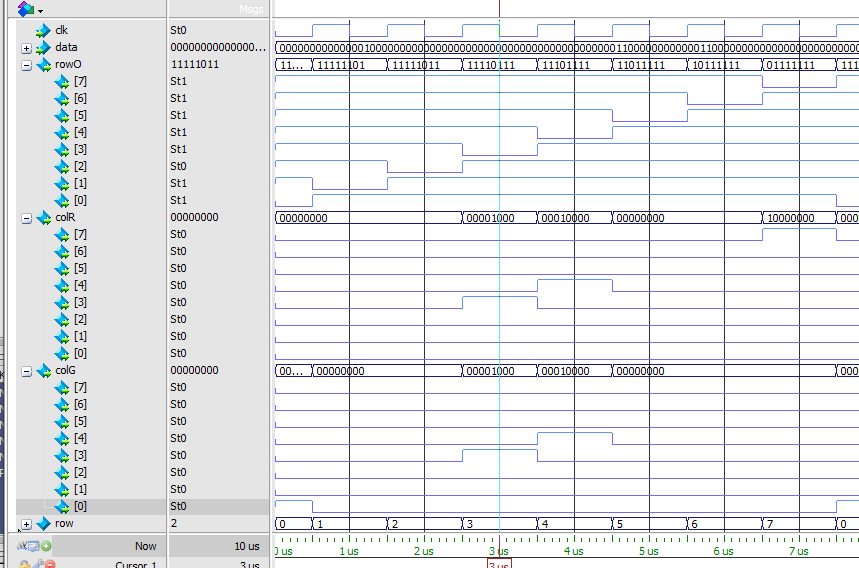 Msgs
clk St0
data 00000000000000... 0000000000000010000000000000000000000000000000000000011000000000110000000000000000000000
rowO 11111011 11... 11111101 11111011 11110111 11101111 11011111 10111111 01111111 111
[7] St1
[6] St1
[5] St1
[4] St1
[3] St1
[2] St0
[1] St1
[0] St1
colR 00000000 00000000 00001000 00010000 00000000 10000000 000
[7] St0
[6] St0
[5] St0
[4] St0
[3] St0
[2] St0
[1] St0
[0] St0
colG 00000000 00... 00000000 00001000 00010000 00000000 000
[7] St0
[6] St0
[5] St0
[4] St0
[3] St0
[2] St0
[1] St0
[0] St0
row 2 0 1 2 3 4 5 6 7 0
Now 10 us 0 us 1 us 2 us 3 us 4 us 5 us 6 us 7 us
Cursor 1 3 us 3 us